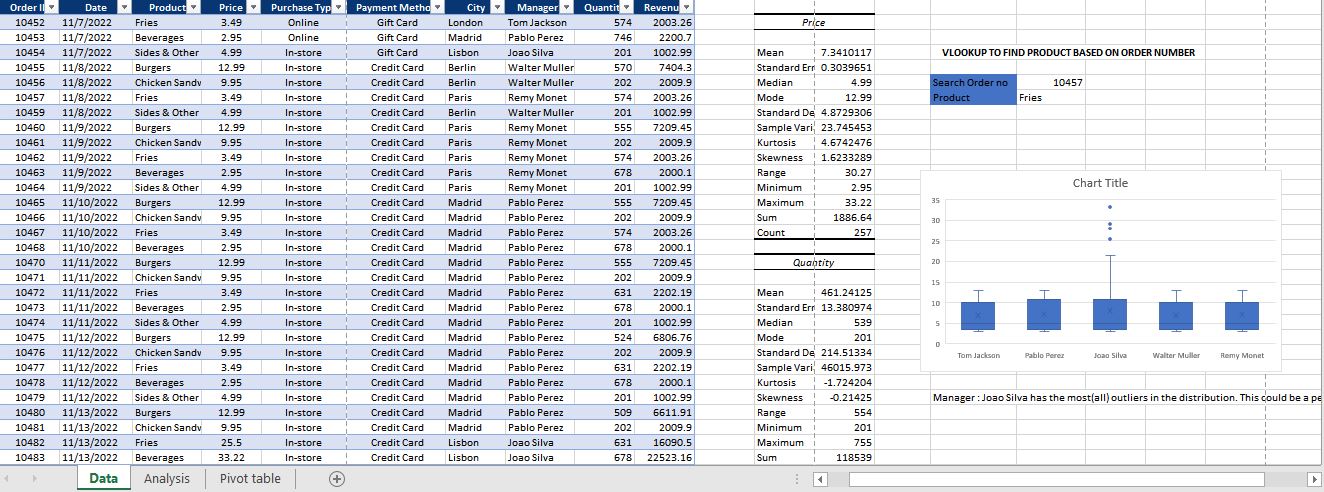 Order I Date Product Price Purchase Typ Payment Metho City Manager Quantit Revenu
10452 11/7/2022 Fries 3.49 Online Gift Card London Tom Jackson 574 2003.26
10453 11/7/2022 Beverages 2.95 Online Gift Card Madrid Pablo Perez 746 2200.7
10454 11/7/2022 Sides & Other 4.99 In-store Gift Card Lisbon Joao Silva 201 1002.99
10455 11/8/2022 Burgers 12.99 In-store Credit Card Berlin Walter Muller 570 7404.3
10456 11/8/2022 Chicken Sandv 9.95 In-store Credit Card Berlin Walter Muller 202 2009.9
10457 11/8/2022 Fries 3.49 In-store Credit Card Paris Remy Monet 574 2003.26
10459 11/8/2022 Sides & Other 4.99 In-store Credit Card Berlin Walter Muller 201 1002.99
10460 11/9/2022 Burgers 12.99 In-store Credit Card Paris Remy Monet 555 7209.45
10461 11/9/2022 Chicken Sandv 9.95 In-store Credit Card Paris Remy Monet 202 2009.9
10462 11/9/2022 Fries 3.49 In-store Credit Card Paris Remy Monet 574 2003.26
10463 11/9/2022 Beverages 2.95 In-store Credit Card Paris Remy Monet 678 2000.1
10464 11/9/2022 Sides & Other 4.99 In-store Credit Card Paris Remy Monet 201 1002.99
10465 11/10/2022 Burgers 12.99 In-store Credit Card Madrid Pablo Perez 555 7209.45
10466 11/10/2022 Chicken Sandv 9.95 In-store Credit Card Madrid Pablo Perez 202 2009.9
10467 11/10/2022 Fries 3.49 In-store Credit Card Madrid Pablo Perez 574 2003.26
10468 11/10/2022 Beverages 2.95 In-store Credit Card Madrid Pablo Perez 678 2000.1
10470 11/11/2022 Burgers 12.99 In-store Credit Card Madrid Pablo Perez 555 7209.45
10471 11/11/2022 Chicken Sandv 9.95 In-store Credit Card Madrid Pablo Perez 202 2009.9
10472 11/11/2022 Fries 3.49 In-store Credit Card Madrid Pablo Perez 631 2202.19
10473 11/11/2022 Beverages 2.95 In-store Credit Card Madrid Pablo Perez 678 2000.1
10474 11/11/2022 Sides & Other 4.99 In-store Credit Card Madrid Pablo Perez 201 1002.99
10475 11/12/2022 Burgers 12.99 In-store Credit Card Madrid Pablo Perez 524 6806.76
10476 11/12/2022 Chicken Sandv 9.95 In-store Credit Card Madrid Pablo Perez 202 2009.9
10477 11/12/2022 Fries 3.49 In-store Credit Card Madrid Pablo Perez 631 2202.19
10478 11/12/2022 Beverages 2.95 In-store Credit Card Madrid Pablo Perez 678 2000.1
10479 11/12/2022 Sides & Other 4.99 In-store Credit Card Madrid Pablo Perez 201 1002.99
10480 11/13/2022 Burgers 12.99 In-store Credit Card Madrid Pablo Perez 509 6611.91
10481 11/13/2022 Chicken Sandv 9.95 In-store Credit Card Madrid Pablo Perez 202 2009.9
10482 11/13/2022 Fries 25.5 In-store Credit Card Lisbon Joao Silva 631 16090.5
10483 11/13/2022 Beverages 33.22 In-store Credit Card Lisbon Joao Silva 678 22523.16
Price
Mean 7.3410117
Standard Err 0.3039651
Median 4.99
Mode 12.99
Standard De 4.8729306
Sample Vari 23.745453
Kurtosis 4.6742476
Skewness 1.6233289
Range 30.27
Minimum 2.95
Maximum 33.22
Sum 1886.64
Count 257
Quantity
Mean 461.24125
Standard Err 13.380974
Median 539
Mode 201
Standard De 214.51334
Sample Vari 46015.973
Kurtosis -1.724204
Skewness -0.21425
Range 554
Minimum 201
Maximum 755
Sum 118539
VLOOKUP TO FIND PRODUCT BASED ON ORDER NUMBER
Search Order no 10457
Product Fries
Chart Title
35
30
25
20
15
10
5
0
Tom Jackson Pablo Perez Joao Silva Walter Muller Remy Monet
Manager : Joao Silva has the most(all) outliers in the distribution. This could be a pe
Data Analysis Pivot table